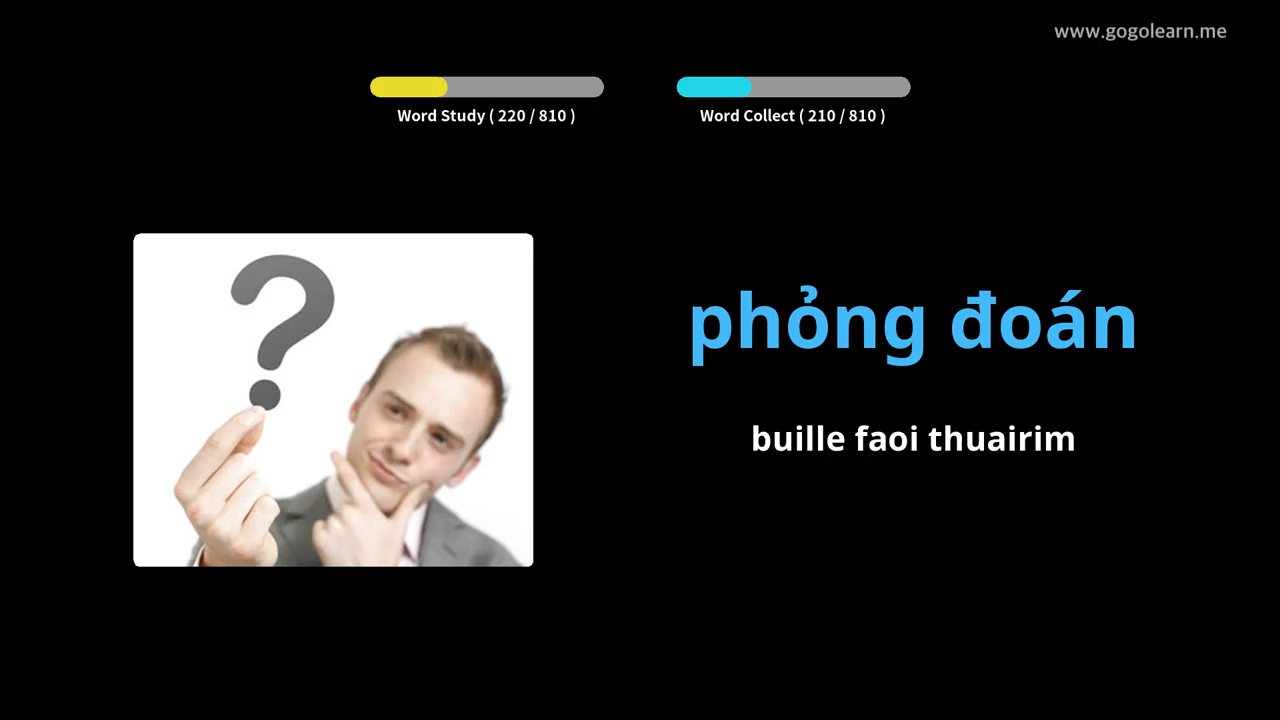 www.gogolearn.me
Word Study ( 220 / 810 )
Word Collect ( 210 / 810 )
phỏng đoán
buille faoi thuairim